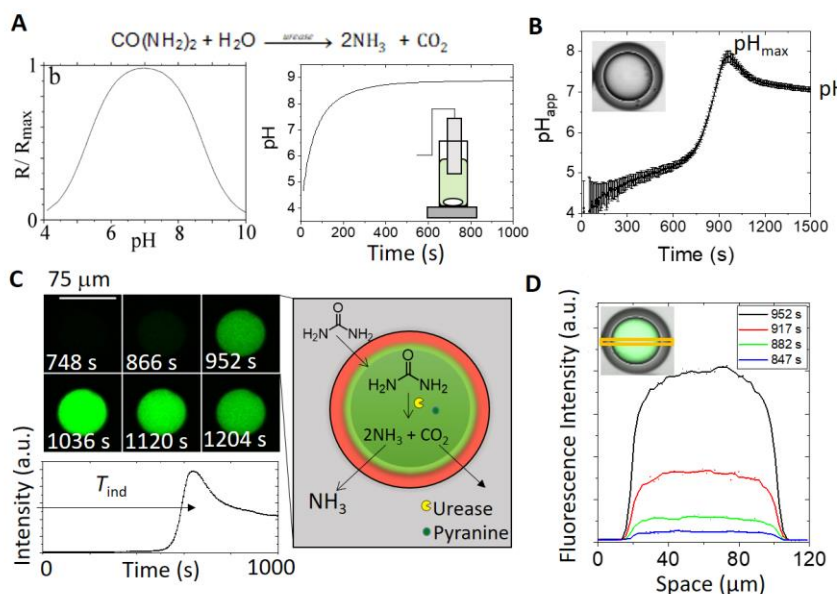 A
CO(NH₂)₂ + H₂O urease 2NH₃ + CO₂
b
R/ Rmax
1
0
4 6 8 10
pH
pH
9
8
7
6
5
4
3
0 200 400 600 800 1000
Time (s)
B
pHmax
pH
pHapp
8
7
6
5
4
0 300 600 900 1200 1500
Time (s)
C
75 μm
748 s 866 s 952 s
1036 s 1120 s 1204 s
Intensity (a.u.)
Tind
0 1000
Time (s)
O
H₂N NH₂
O
H₂N NH₂
2NH₃ + CO₂
NH₃
Urease
Pyranine
D
Fluorescence Intensity (a.u.)
952 s
917 s
882 s
847 s
0 40 80 120
Space (μm)